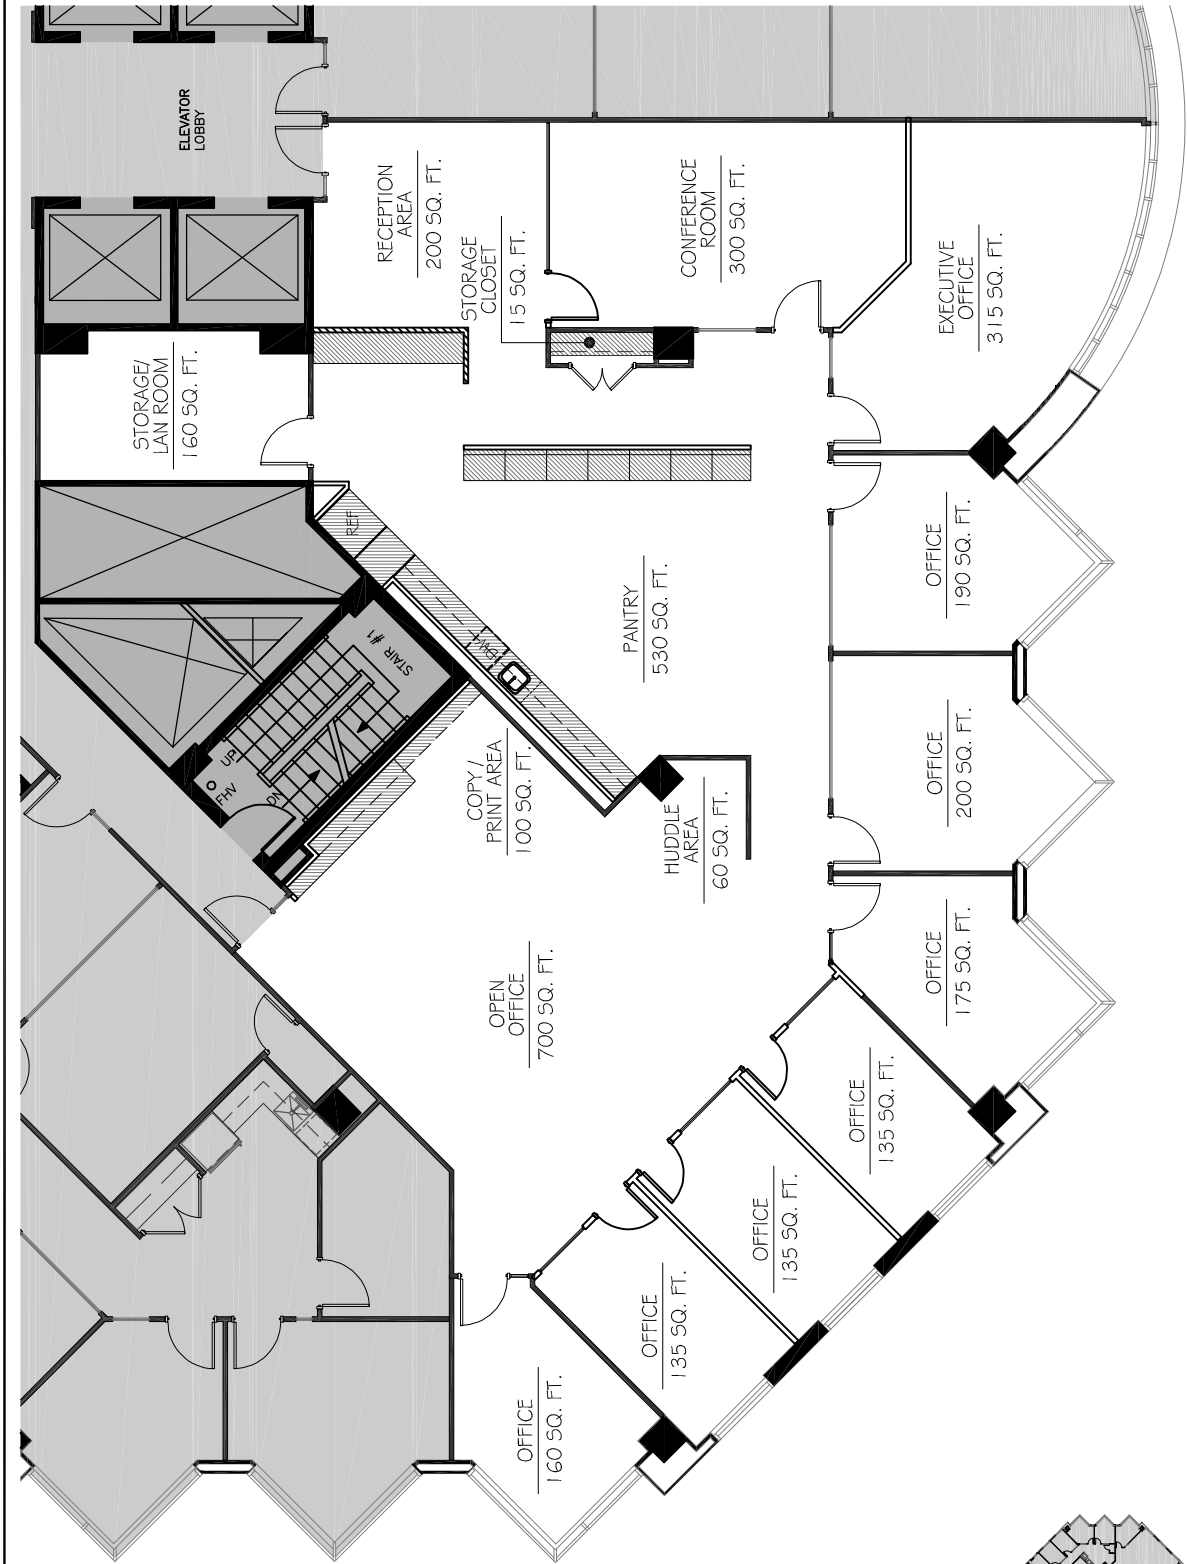 ELEVATOR
LOBBY
RECEPTION
AREA
200 SQ. FT.
STORAGE
CLOSET
15 SQ. FT.
CONFERENCE
ROOM
300 SQ. FT.
EXECUTIVE
OFFICE
315 SQ. FT.
STORAGE/
LAN ROOM
160 SQ. FT.
REF
OFFICE
190 SQ. FT.
PANTRY
530 SQ. FT.
STAIR #1
DW
UP
FHV
DN
COPY /
PRINT AREA
100 SQ. FT.
HUDDLE
AREA
60 SQ. FT.
OFFICE
200 SQ. FT.
OFFICE
175 SQ. FT.
OPEN
OFFICE
700 SQ. FT.
OFFICE
135 SQ. FT.
OFFICE
135 SQ. FT.
OFFICE
135 SQ. FT.
OFFICE
160 SQ. FT.